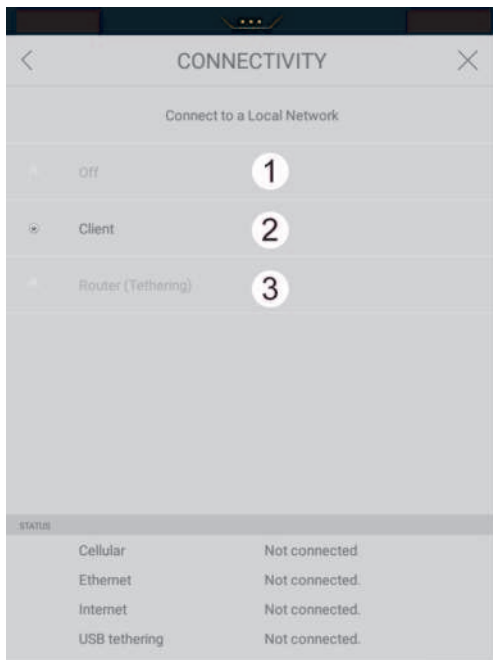 CONNECTIVITY
Connect to a Local Network
Off 1
Client 2
Router (Tethering) 3
STATUS
Cellular Not connected
Ethernet Not connected.
Internet Not connected.
USB tethering Not connected.